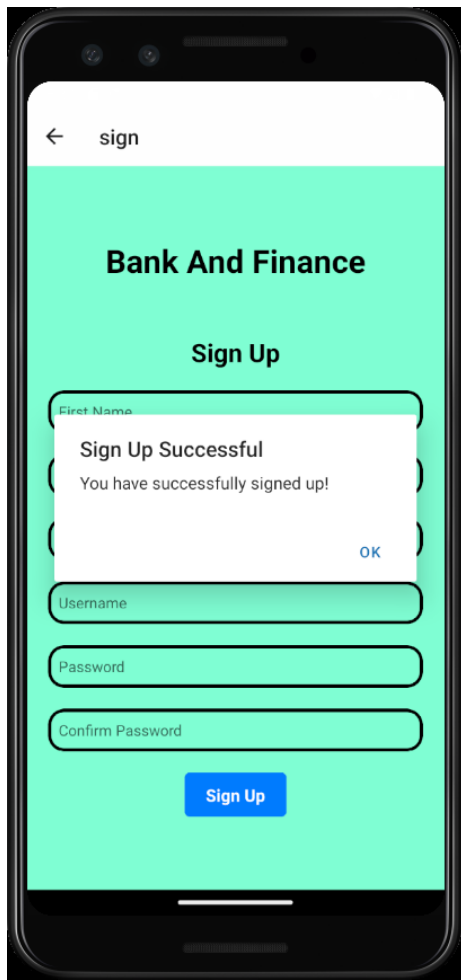 sign
Bank And Finance
Sign Up
First Name
Sign Up Successful
You have successfully signed up!
OK
Username
Password
Confirm Password
Sign Up